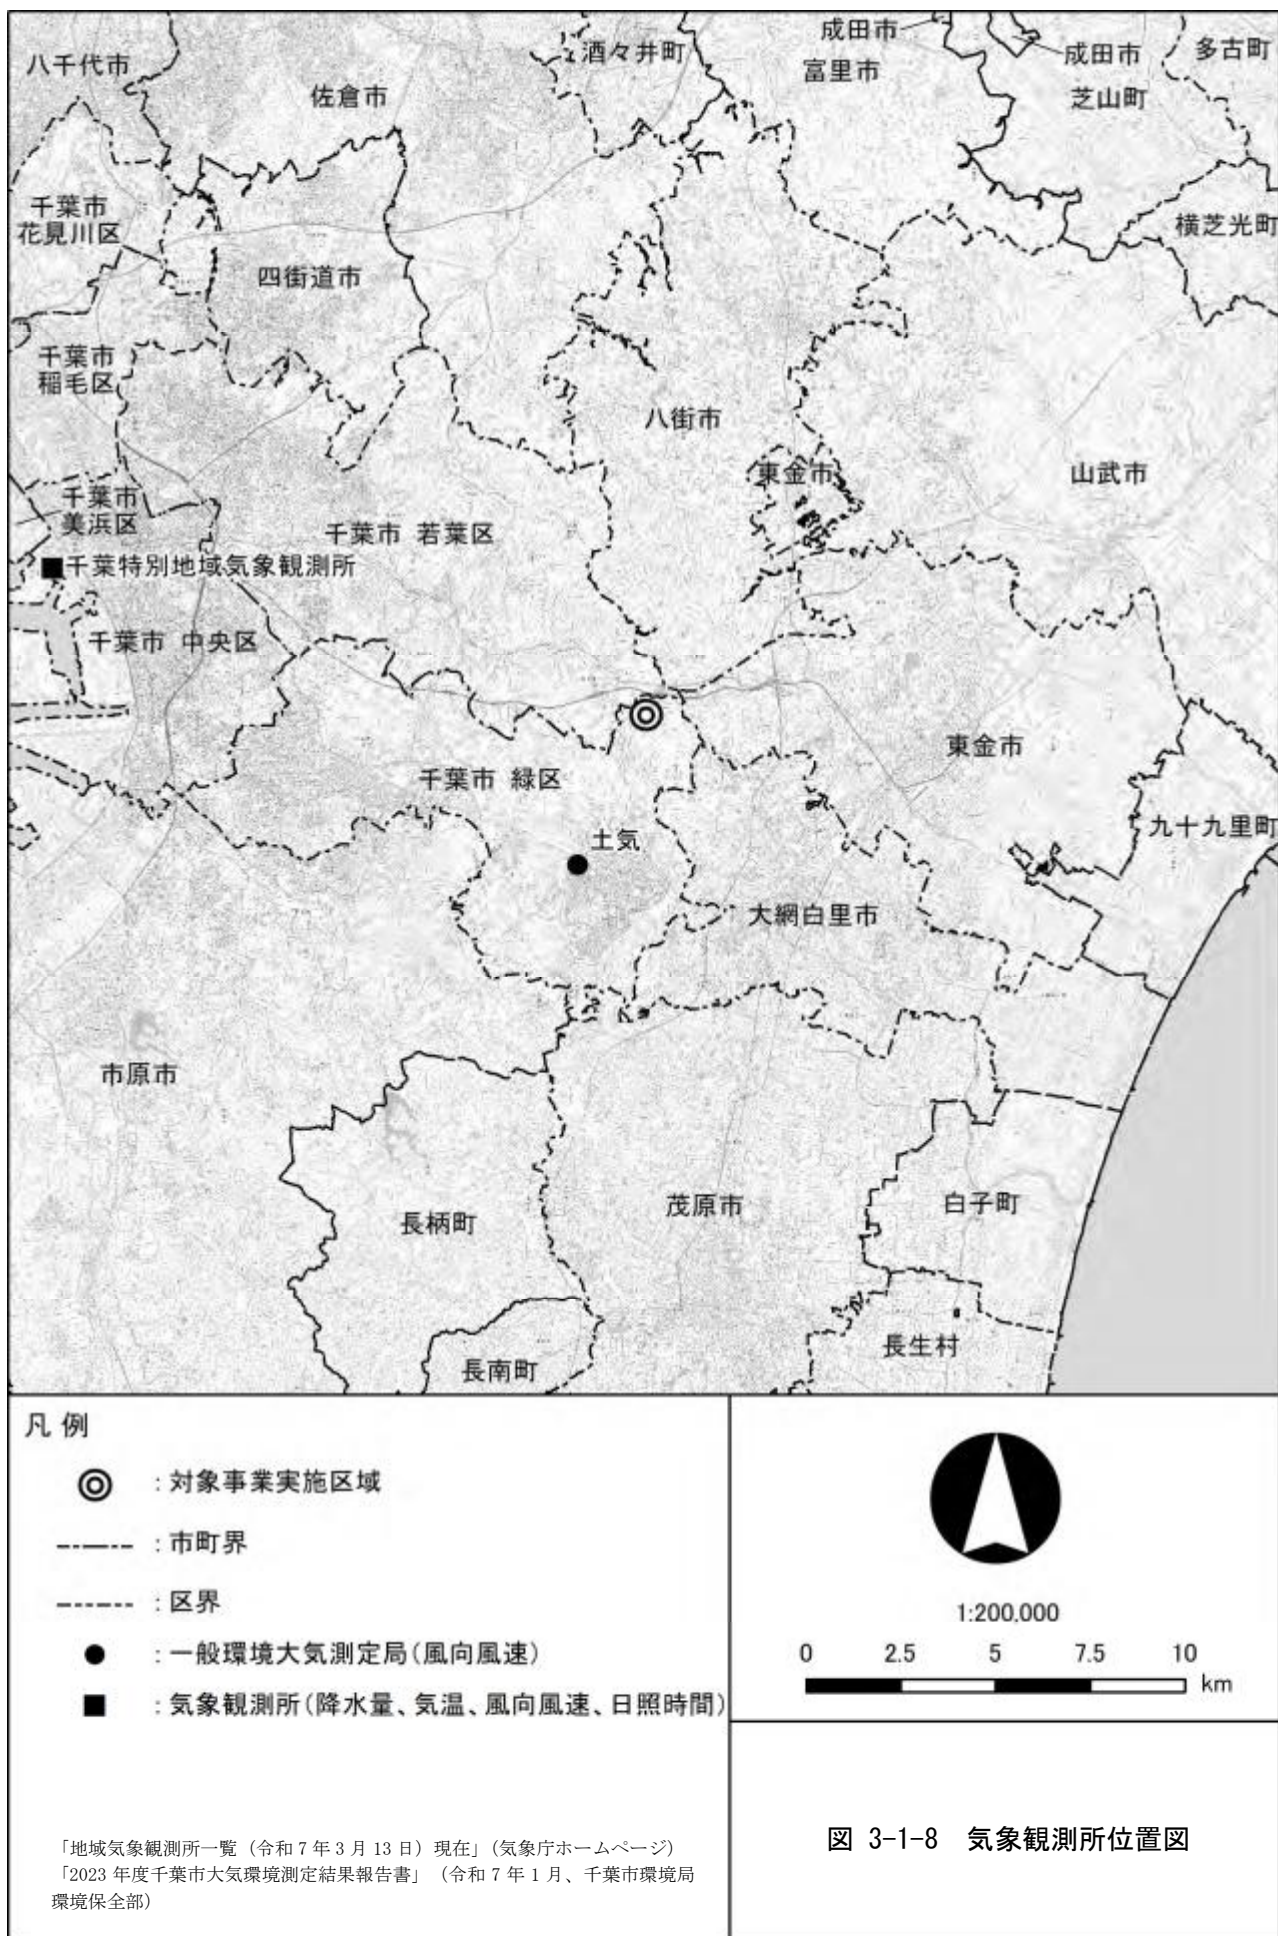 成田市
酒々井町
成田市
多古町
八千代市
富里市
佐倉市
芝山町
千葉市
花見川区
横芝光町
四街道市
千葉市
稲毛区
八街市
東金市
山武市
千葉市
美浜区
千葉市 若葉区
千葉特別地域気象観測所
千葉市 中央区
東金市
千葉市 緑区
九十九里町
土気
大網白里市
市原市
茂原市
白子町
長柄町
長生村
長南町
凡 例
:対象事業実施区域
:市町界
:区界
:一般環境大気測定局(風向風速)
:気象観測所(降水量、気温、風向風速、日照時間)
1:200,000
0 2.5 5 7.5 10
km
「地域気象観測所一覧(令和7年3月13日)現在」(気象庁ホームページ)
「2023 年度千葉市大気環境測定結果報告書」(令和7年1月、千葉市環境局
環境保全部)
図 3-1-8 気象観測所位置図